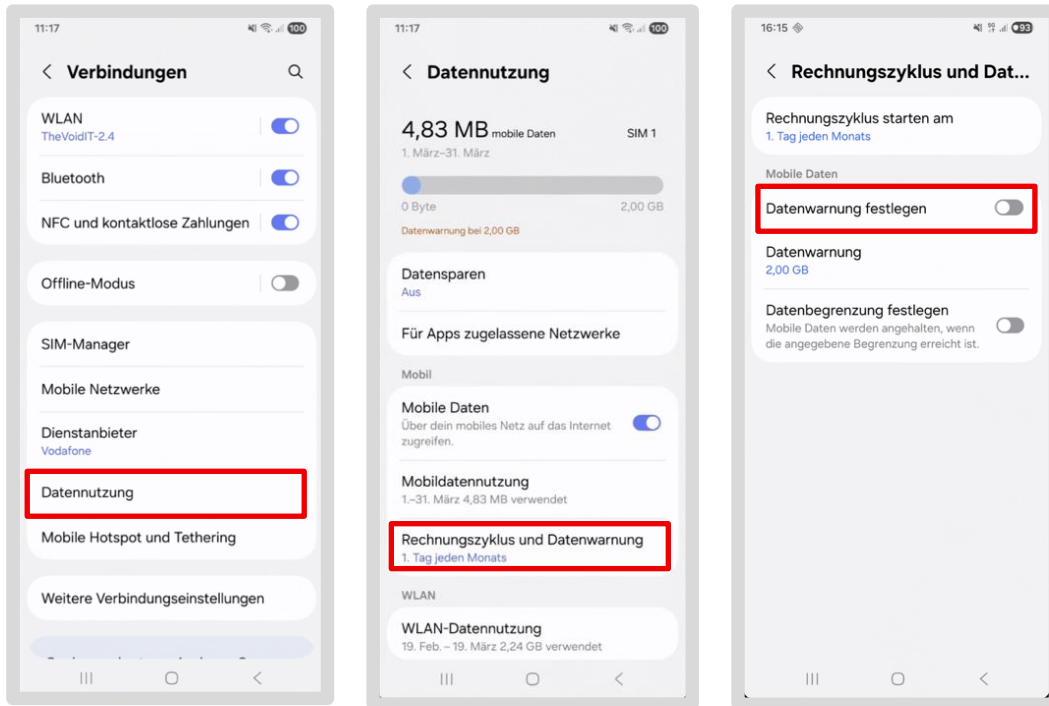 11:17
100
Verbindungen
WLAN
TheVoidIT-2.4
Bluetooth
NFC und kontaktlose Zahlungen
Offline-Modus
SIM-Manager
Mobile Netzwerke
Dienstanbieter
Vodafone
Datennutzung
Mobile Hotspot und Tethering
Weitere Verbindungseinstellungen
11:17
100
Datennutzung
4,83 MB mobile Daten
SIM 1
1. März–31. März
0 Byte
2,00 GB
Datenwarnung bei 2,00 GB
Datensparen
Aus
Für Apps zugelassene Netzwerke
Mobil
Mobile Daten
Über dein mobiles Netz auf das Internet
zugreifen.
Mobildatennutzung
1.–31. März 4,83 MB verwendet
Rechnungszyklus und Datenwarnung
1. Tag jeden Monats
WLAN
WLAN-Datennutzung
19. Feb. – 19. März 2,24 GB verwendet
16:15
93
Rechnungszyklus und Dat...
Rechnungszyklus starten am
1. Tag jeden Monats
Mobile Daten
Datenwarnung festlegen
Datenwarnung
2,00 GB
Datenbegrenzung festlegen
Mobile Daten werden angehalten, wenn
die angegebene Begrenzung erreicht ist.